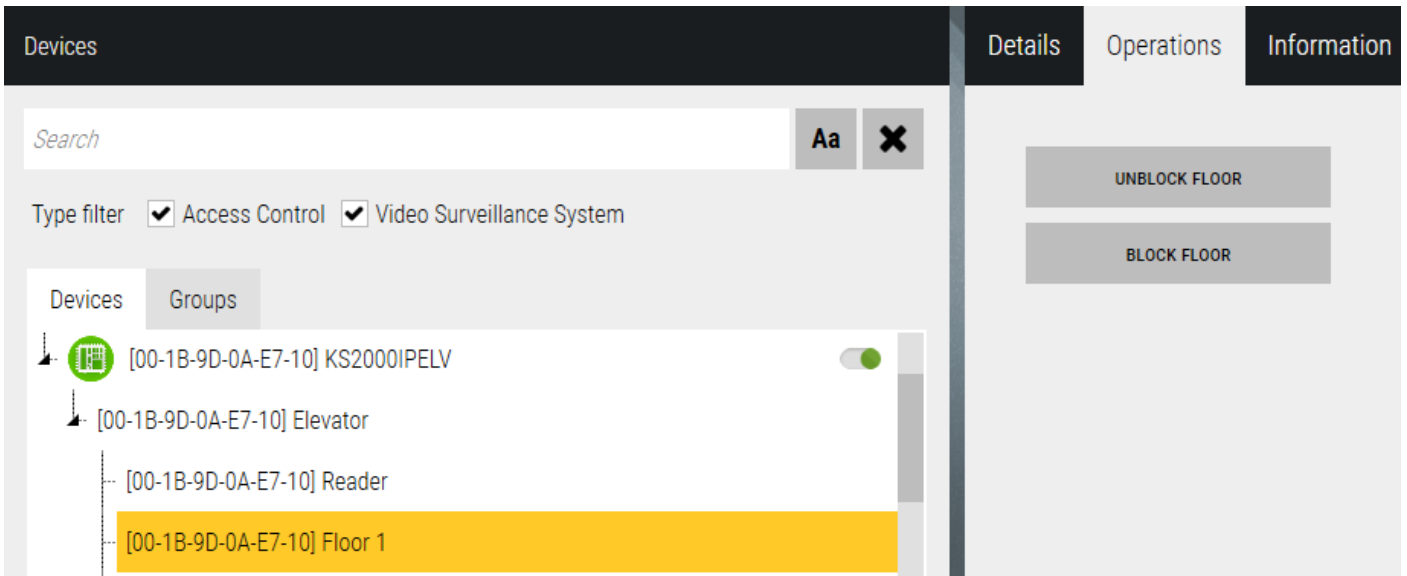 Devices
Details Operations Information
Search Aa
Type filter Access Control Video Surveillance System
UNBLOCK FLOOR
BLOCK FLOOR
Devices Groups
[00-1B-9D-0A-E7-10] KS2000IPELV
[00-1B-9D-0A-E7-10] Elevator
[00-1B-9D-0A-E7-10] Reader
[00-1B-9D-0A-E7-10] Floor 1